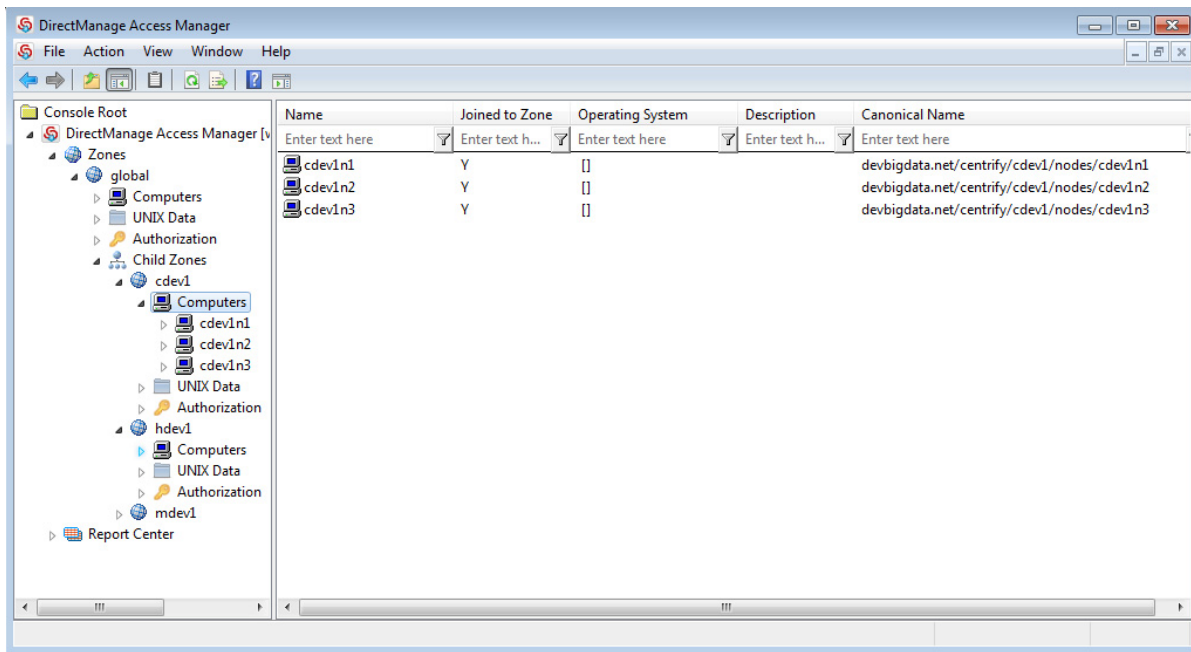 DirectManage Access Manager
File Action View Window Help
Console Root
DirectManage Access Manager [v
Zones
global
Computers
UNIX Data
Authorization
Child Zones
cdev1
Computers
cdev1n1
cdev1n2
cdev1n3
UNIX Data
Authorization
hdev1
Computers
UNIX Data
Authorization
mdev1
Report Center
Name Joined to Zone Operating System Description Canonical Name
Enter text here Enter text h... Enter text here Enter text h... Enter text here
cdev1n1 Y [] devbigdata.net/centrify/cdev1/nodes/cdev1n1
cdev1n2 Y [] devbigdata.net/centrify/cdev1/nodes/cdev1n2
cdev1n3 Y [] devbigdata.net/centrify/cdev1/nodes/cdev1n3